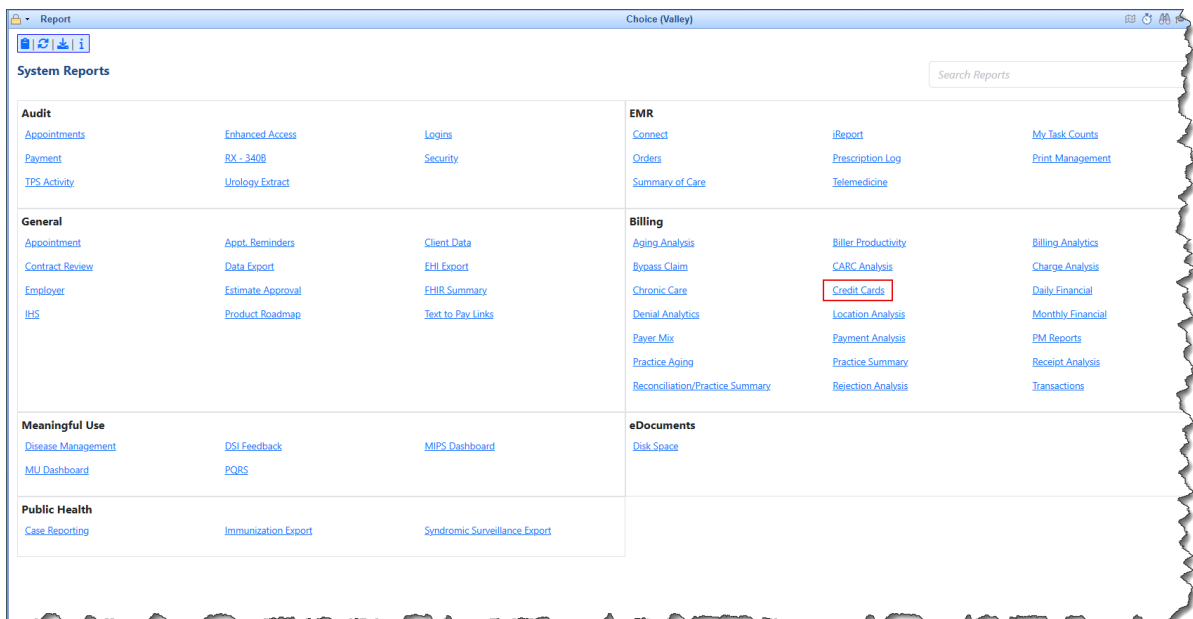 Report Choice (Valley)
System Reports
Search Reports
Audit
Appointments Enhanced Access Logins
Payment RX - 340B Security
TPS Activity Urology Extract
EMR
Connect iReport My Task Counts
Orders Prescription Log Print Management
Summary of Care Telemedicine
General
Appointment Appt. Reminders Client Data
Contract Review Data Export EHI Export
Employer Estimate Approval FHIR Summary
IHS Product Roadmap Text to Pay Links
Billing
Aging Analysis Biller Productivity Billing Analytics
Bypass Claim CARC Analysis Charge Analysis
Chronic Care Credit Cards Daily Financial
Denial Analytics Location Analysis Monthly Financial
Payer Mix Payment Analysis PM Reports
Practice Aging Practice Summary Receipt Analysis
Reconciliation/Practice Summary Rejection Analysis Transactions
Meaningful Use
Disease Management DSI Feedback MIPS Dashboard
MU Dashboard PQRS
eDocuments
Disk Space
Public Health
Case Reporting Immunization Export Syndromic Surveillance Export